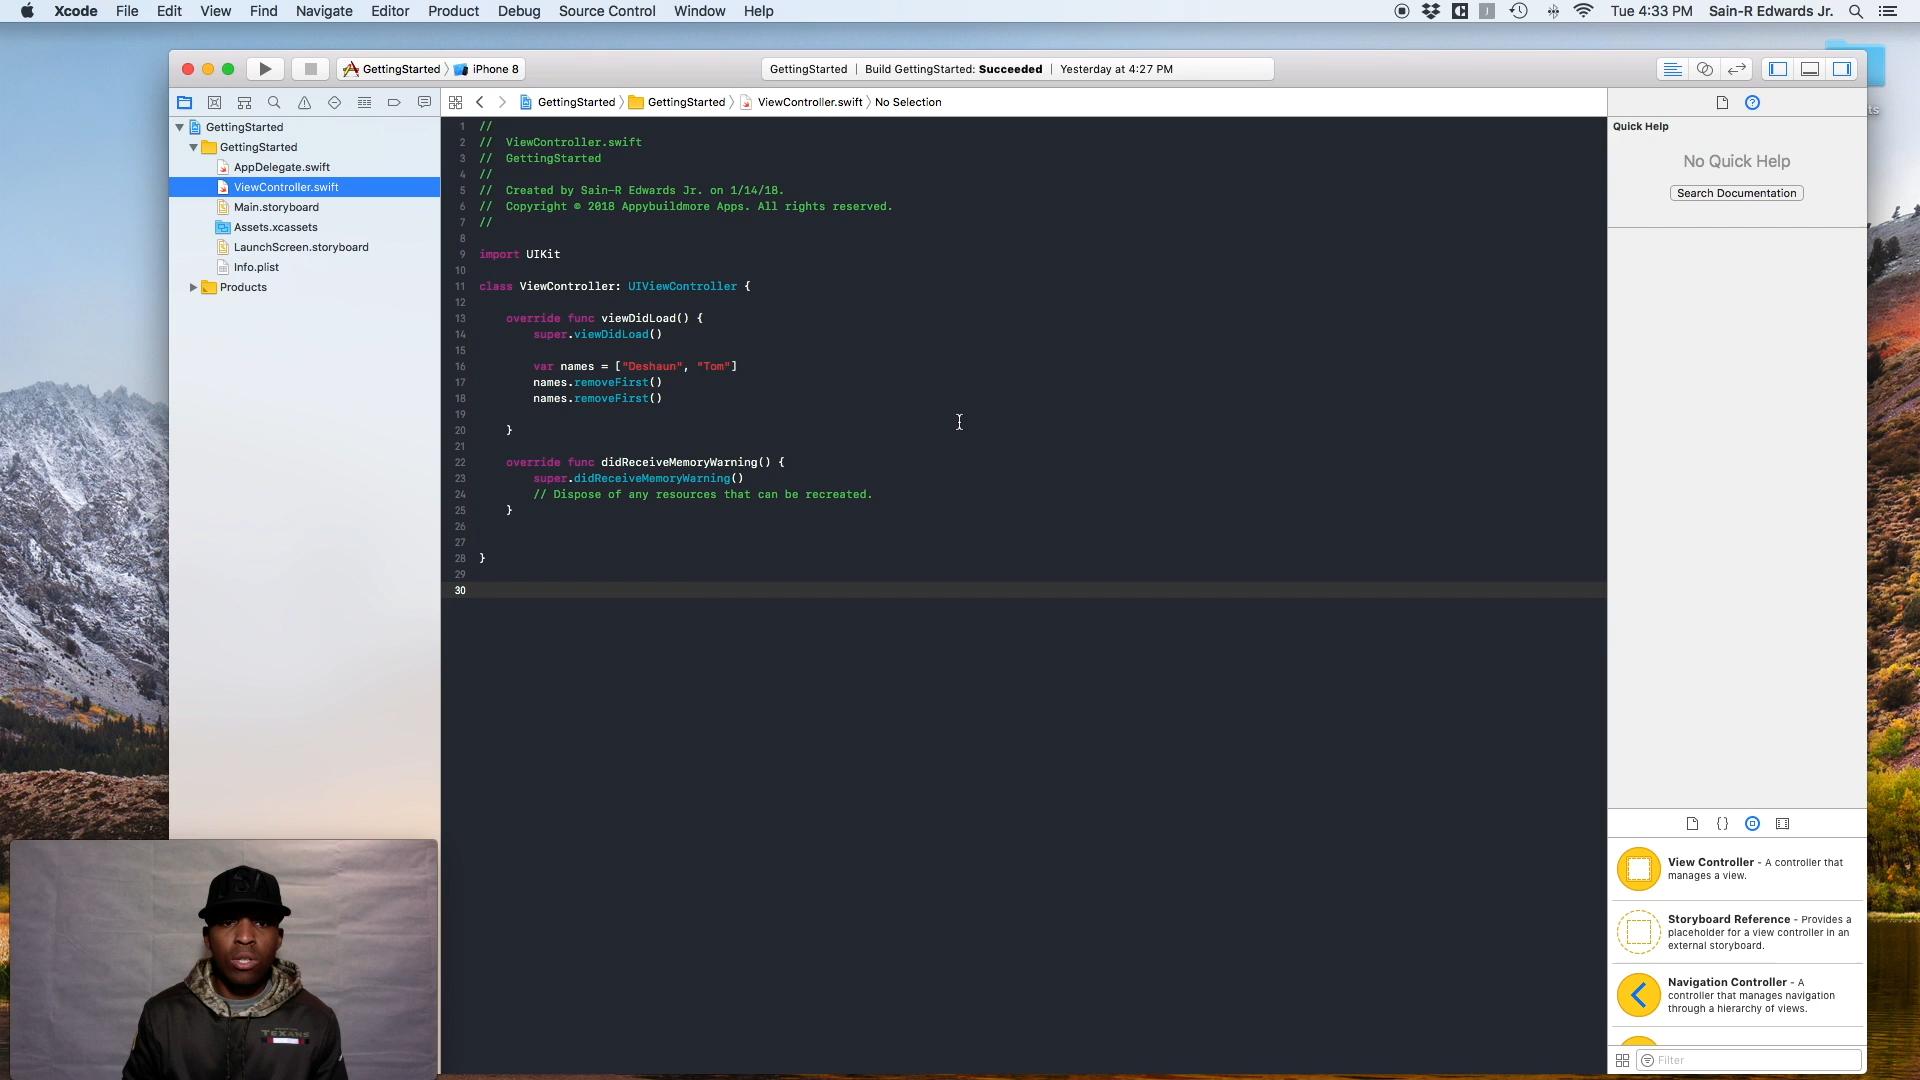 Xcode File Edit View Find Navigate Editor Product Debug Source Control Window Help
Tue 4:33 PM Sain-R Edwards Jr.
GettingStarted iPhone 8
GettingStarted | Build GettingStarted: Succeeded | Yesterday at 4:27 PM
GettingStarted GettingStarted ViewController.swift No Selection
GettingStarted
GettingStarted
AppDelegate.swift
ViewController.swift
Main.storyboard
Assets.xcassets
LaunchScreen.storyboard
Info.plist
Products
1 //
2 // ViewController.swift
3 // GettingStarted
4 //
5 // Created by Sain-R Edwards Jr. on 1/14/18.
6 // Copyright © 2018 Appybuildmore Apps. All rights reserved.
7 //
8
9 import UIKit
10
11 class ViewController: UIViewController {
12
13 override func viewDidLoad() {
14 super.viewDidLoad()
15
16 var names = ["Deshaun", "Tom"]
17 names.removeFirst()
18 names.removeFirst()
19
20 }
21
22 override func didReceiveMemoryWarning() {
23 super.didReceiveMemoryWarning()
24 // Dispose of any resources that can be recreated.
25 }
26
27
28 }
29
30
Quick Help
No Quick Help
Search Documentation
View Controller - A controller that
manages a view.
Storyboard Reference - Provides a
placeholder for a view controller in an
external storyboard.
Navigation Controller - A
controller that manages navigation
through a hierarchy of views.
Filter
TEXANS